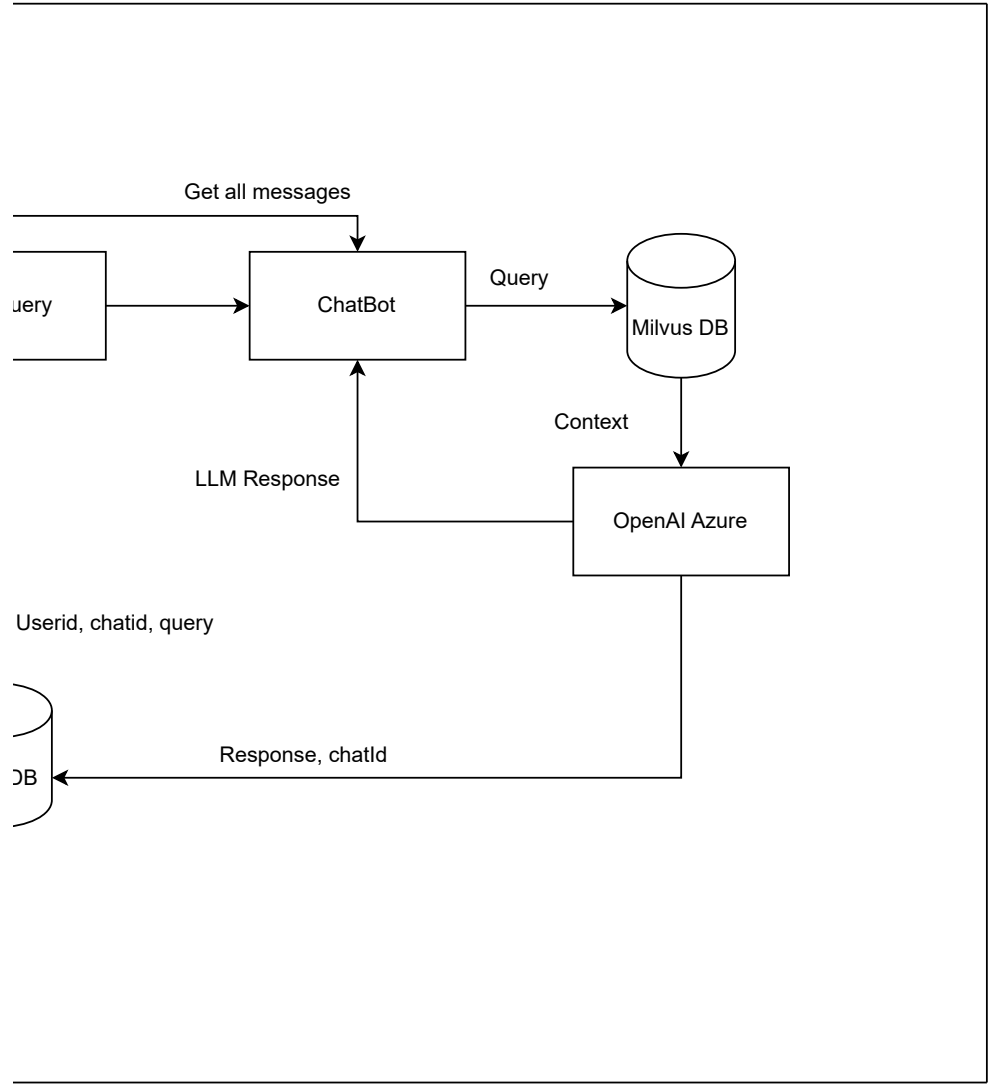 Get all messages
uery
ChatBot
Query
Milvus DB
Context
LLM Response
OpenAI Azure
Userid, chatid, query
Response, chatId
DB